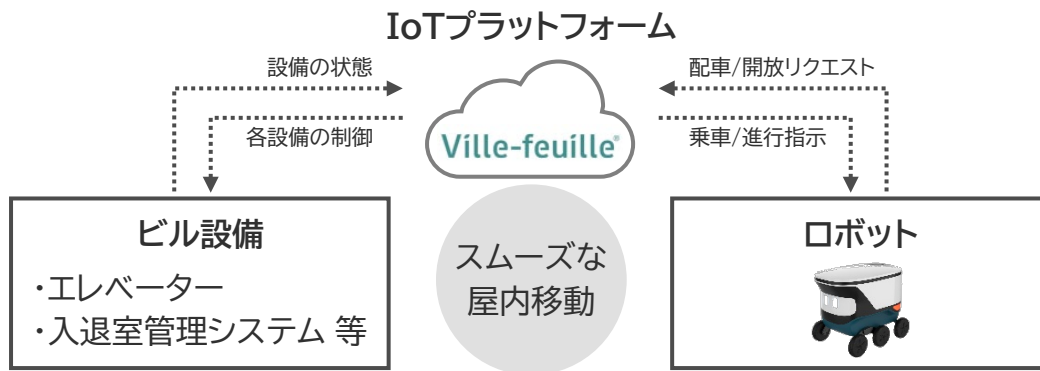 IoTプラットフォーム
設備の状態
各設備の制御
Ville-feuille®
配車/開放リクエスト
乗車/進行指示
ビル設備
・エレベーター
・入退室管理システム 等
スムーズな
屋内移動
ロボット